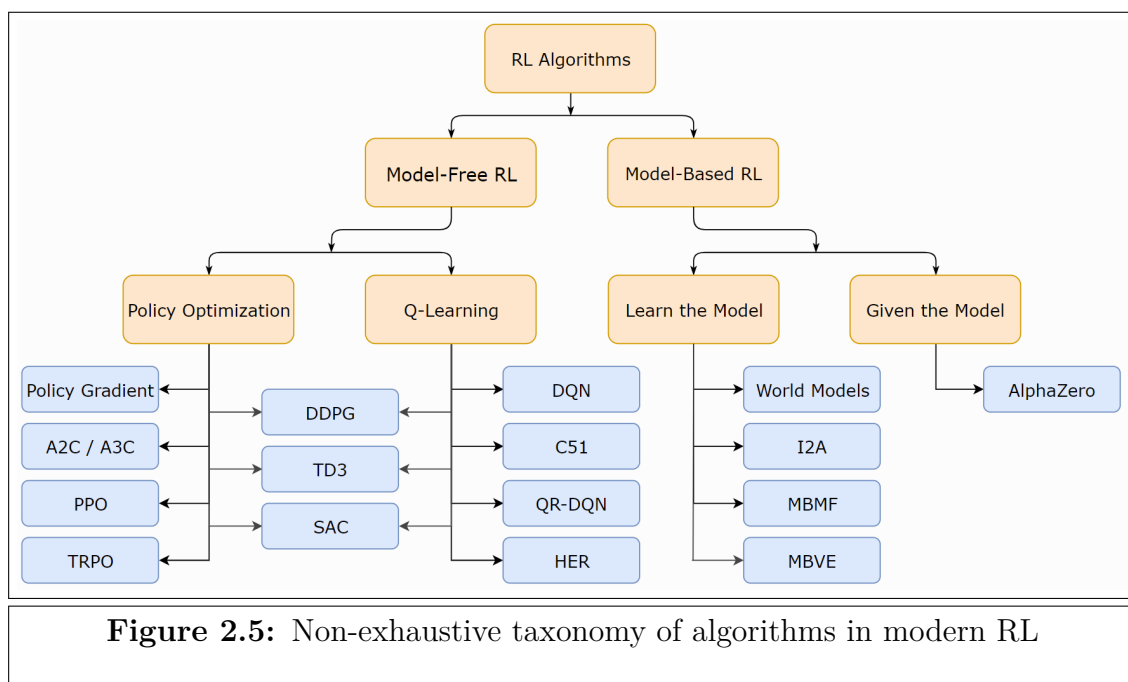 RL Algorithms
Model-Free RL
Model-Based RL
Policy Optimization
Q-Learning
Learn the Model
Given the Model
Policy Gradient
A2C / A3C
PPO
TRPO
DDPG
TD3
SAC
DQN
C51
QR-DQN
HER
World Models
I2A
MBMF
MBVE
AlphaZero
Figure 2.5: Non-exhaustive taxonomy of algorithms in modern RL